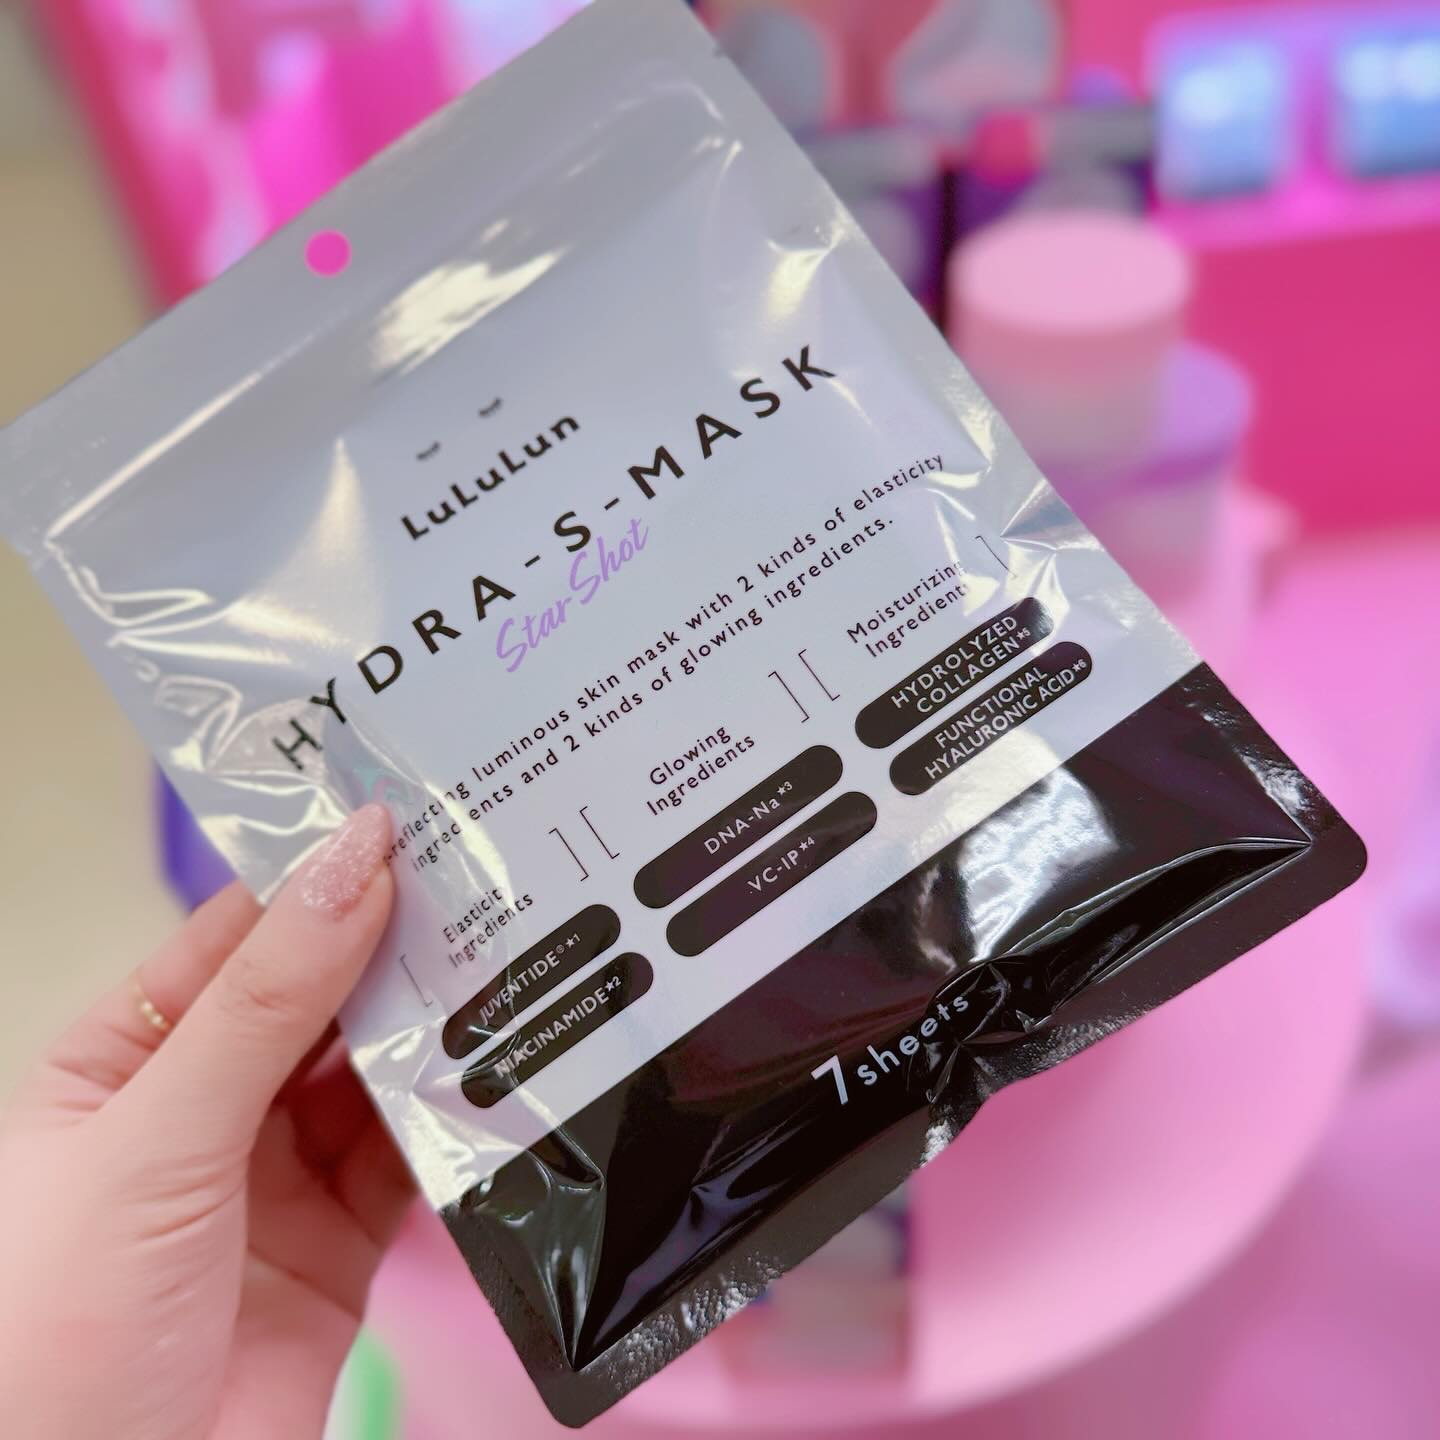 LuLuLun
HYDRA-S-MASK
Star Shot
-reflecting luminous skin mask with 2 kinds of elasticity
ingredients and 2 kinds of glowing ingredients.
[ Elasticit
Ingredients ]
JUVENTIDE®★1
NIACINAMIDE★2
[ Glowing
Ingredients ]
DNA-Na★3
VC-IP★4
[ Moisturizing
Ingredients ]
HYDROLYZED
COLLAGEN★5
FUNCTIONAL
HYALURONIC ACID★6
7 sheets